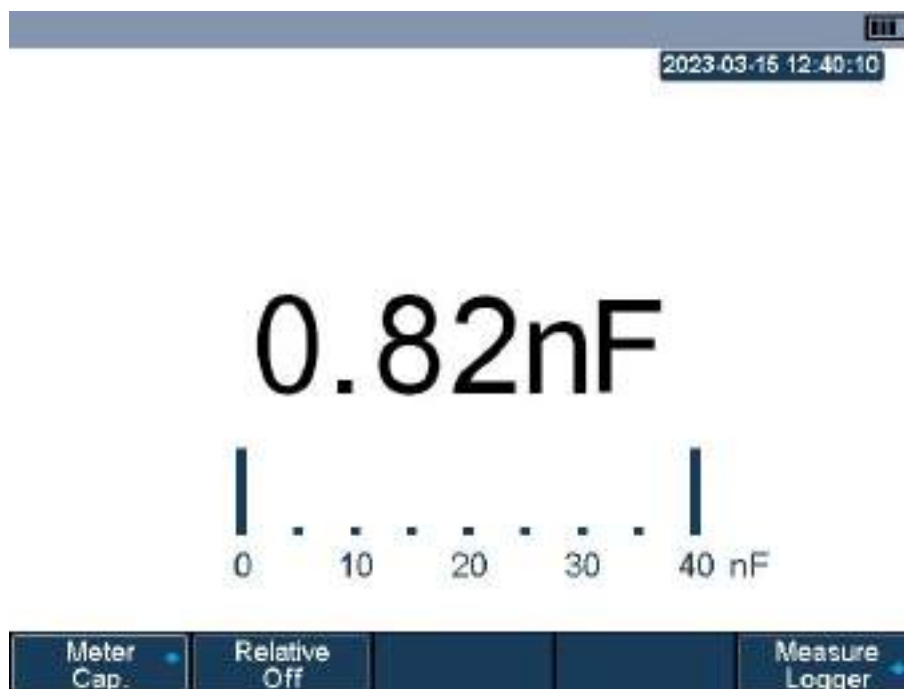 2023-03-15 12:40:10
0.82nF
0 10 20 30 40 nF
Meter Relative Measure
Cap. Off Logger